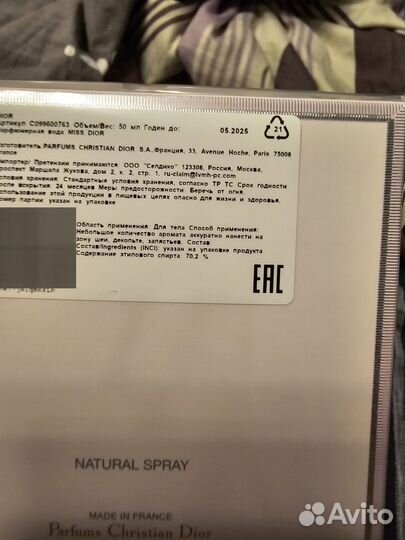 DIOR
Артикул C099600763 Объем/Вес: 50 мл Годен до: 05.2025
Парфюмерная вода MISS DIOR
21
Изготовитель PARFUMS CHRISTIAN DIOR S.A.,Франция, 33, Avenue Hoche, Paris 75008
France
Импортер/ Претензии принимаются: ООО "Селдико" 123308, Россия, Москва,
проспект Маршала Жукова, дом 2, к. 2, стр. 1. ru-claim@lvmh-pc.com
Условия хранения: Стандартные условия хранения, согласно ТР ТС Срок годности
после вскрытия: 24 месяцев Меры предосторожности: Беречь от огня.
Использование этой продукции в пищевых целях опасно для жизни и здоровья.
Номер партии указан на упаковке
Область применения: Для тела Способ применения:
Небольшое количество аромата аккуратно нанести на
зону шеи, декольте, запястьев. Состав
Состав/Ingredients (INCI): указан на упаковке продукта
Содержание этилового спирта: 70,2 %
EAC
NATURAL SPRAY
MADE IN FRANCE
Parfums Christian Dior
Avito